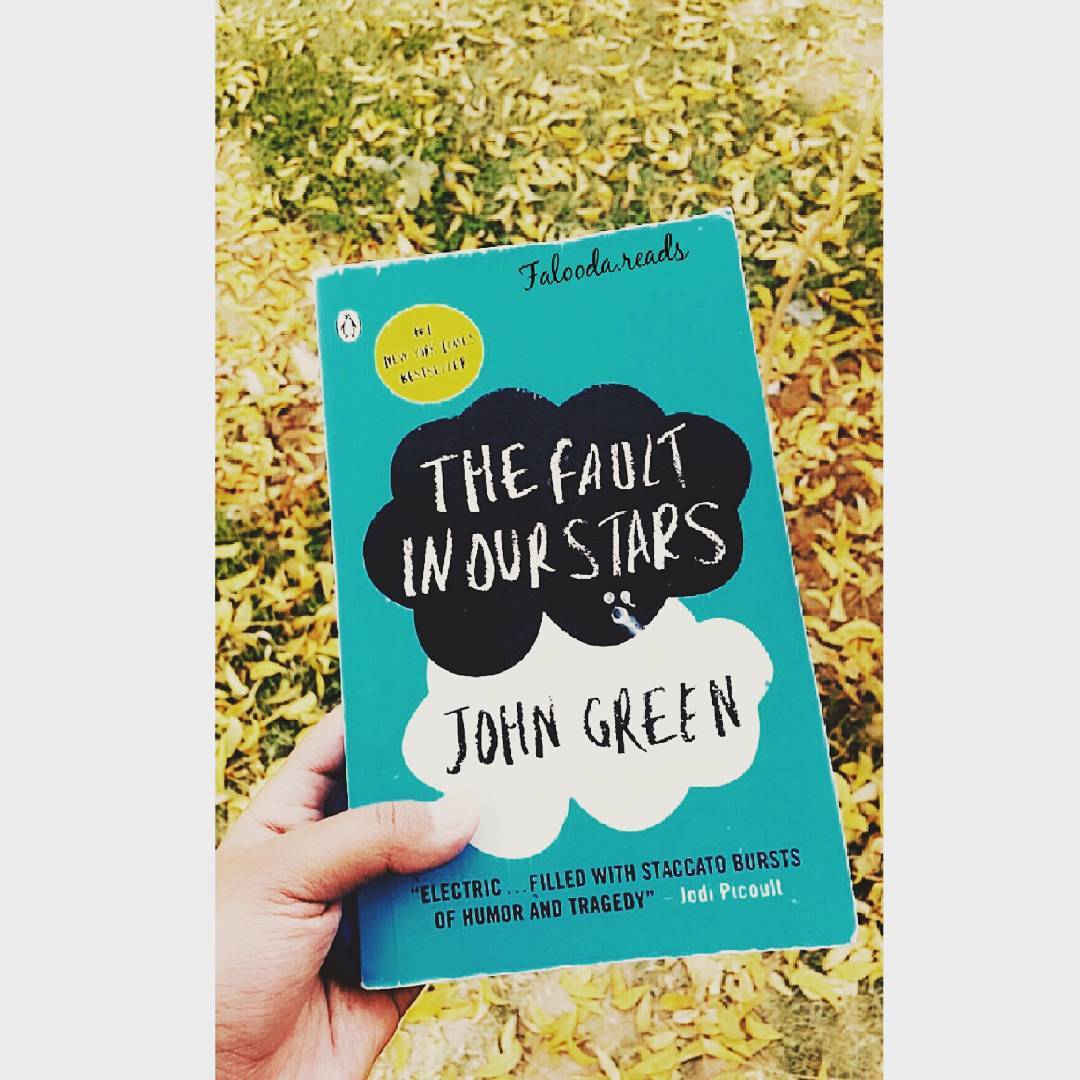 Falooda.reads
#1
NEW YORK TIMES
BESTSELLER
THE FAULT
IN OUR STARS
JOHN GREEN
"ELECTRIC ... FILLED WITH STACCATO BURSTS
OF HUMOR AND TRAGEDY" - Jodi Picoult